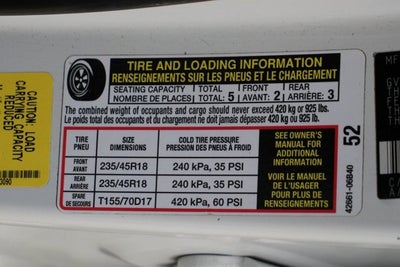 TIRE AND LOADING INFORMATION
RENSEIGNEMENTS SUR LES PNEUS ET LE CHARGEMENT
SEATING CAPACITY TOTAL FRONT REAR
NOMBRE DE PLACES TOTAL: 5 AVANT: 2 ARRIÈRE: 3
The combined weight of occupants and cargo should never exceed 420 kg or 925 lbs.
Le poids total des occupants et du chargement ne doit jamais dépasser 420 kg ou 925 lb.
TIRE PNEU SIZE DIMENSIONS COLD TIRE PRESSURE PRESSION DES PNEUS À FROID
FRONT AVANT 235/45R18 240 kPa, 35 PSI
REAR ARRIÈRE 235/45R18 240 kPa, 35 PSI
SPARE DE SECOURS T155/70D17 420 kPa, 60 PSI
SEE OWNER'S
MANUAL FOR
ADDITIONAL
INFORMATION
VOIR LE MANUEL
DE L'USAGER
POUR PLUS DE
RENSEIGNEMENTS
52
42661-06B40
CAUTION: LOAD
CARRYING CAPACITY
REDUCED
MF